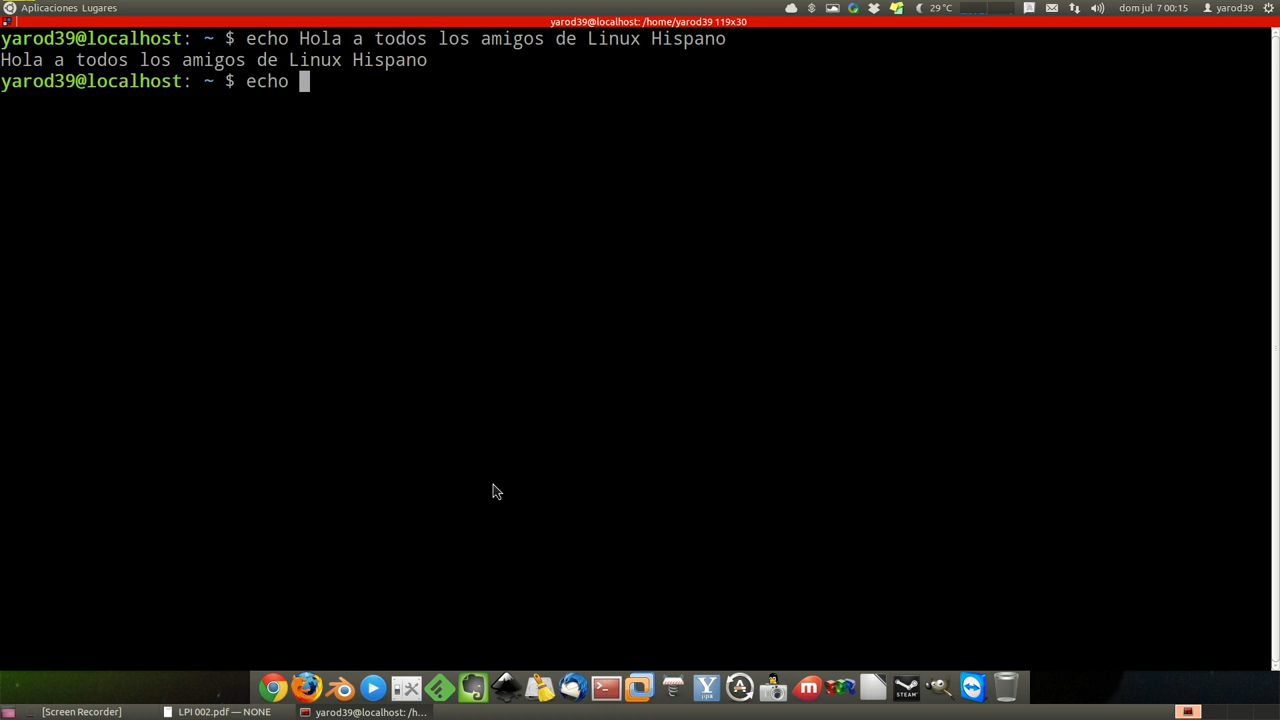 Aplicaciones Lugares
29 °C
dom jul 7 00:15
yarod39
yarod39@localhost: /home/yarod39 119x30
yarod39@localhost: ~ $ echo Hola a todos los amigos de Linux Hispano
Hola a todos los amigos de Linux Hispano
yarod39@localhost: ~ $ echo
STEAM
[Screen Recorder]
LPI 002.pdf — NONE
yarod39@localhost: /h...